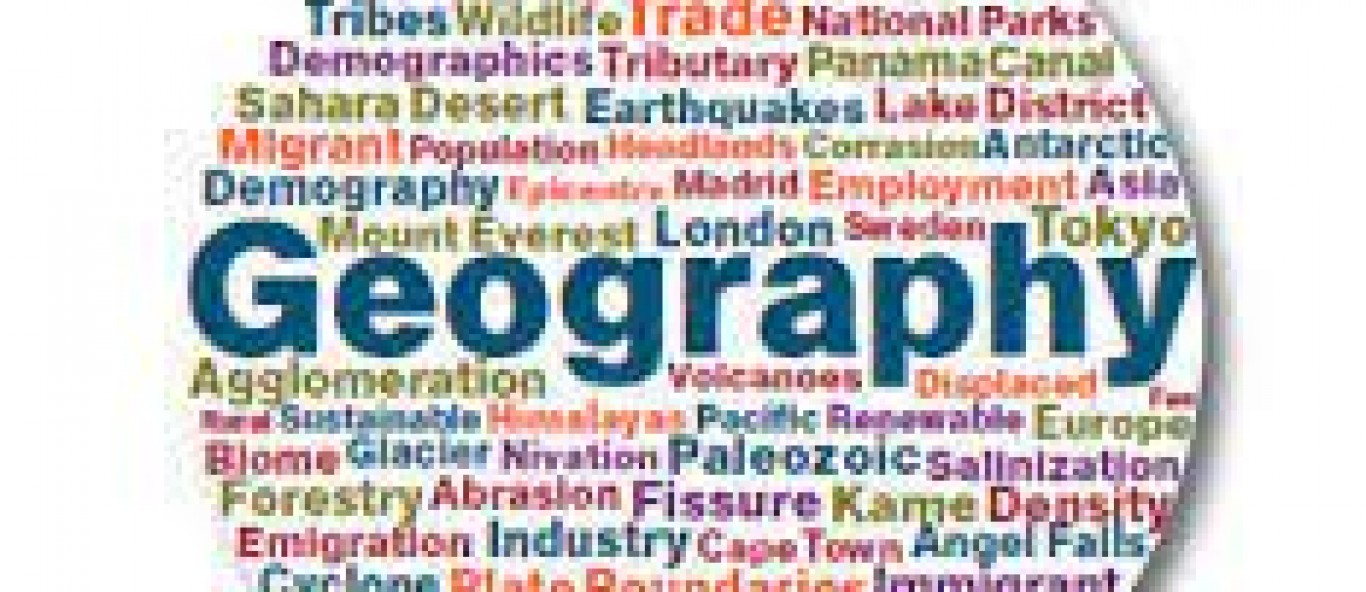 Tribes Wildlife Trade National Parks
Demographics Tributary Panama Canal
Sahara Desert Earthquakes Lake District
Migrant Population Headlands Corrasion Antarctic
Demography Epicentre Madrid Employment Asia
Mount Everest London Sweden Tokyo
Geography
Agglomeration Volcanoes Displaced
Sustainable Himalayas Pacific Renewable Europe
Biome Glacier Nivation Paleozoic Salinization
Forestry Abrasion Fissure Kame Density
Emigration Industry Cape Town Angel Falls
Cyclone Plate Boundaries Immigrant